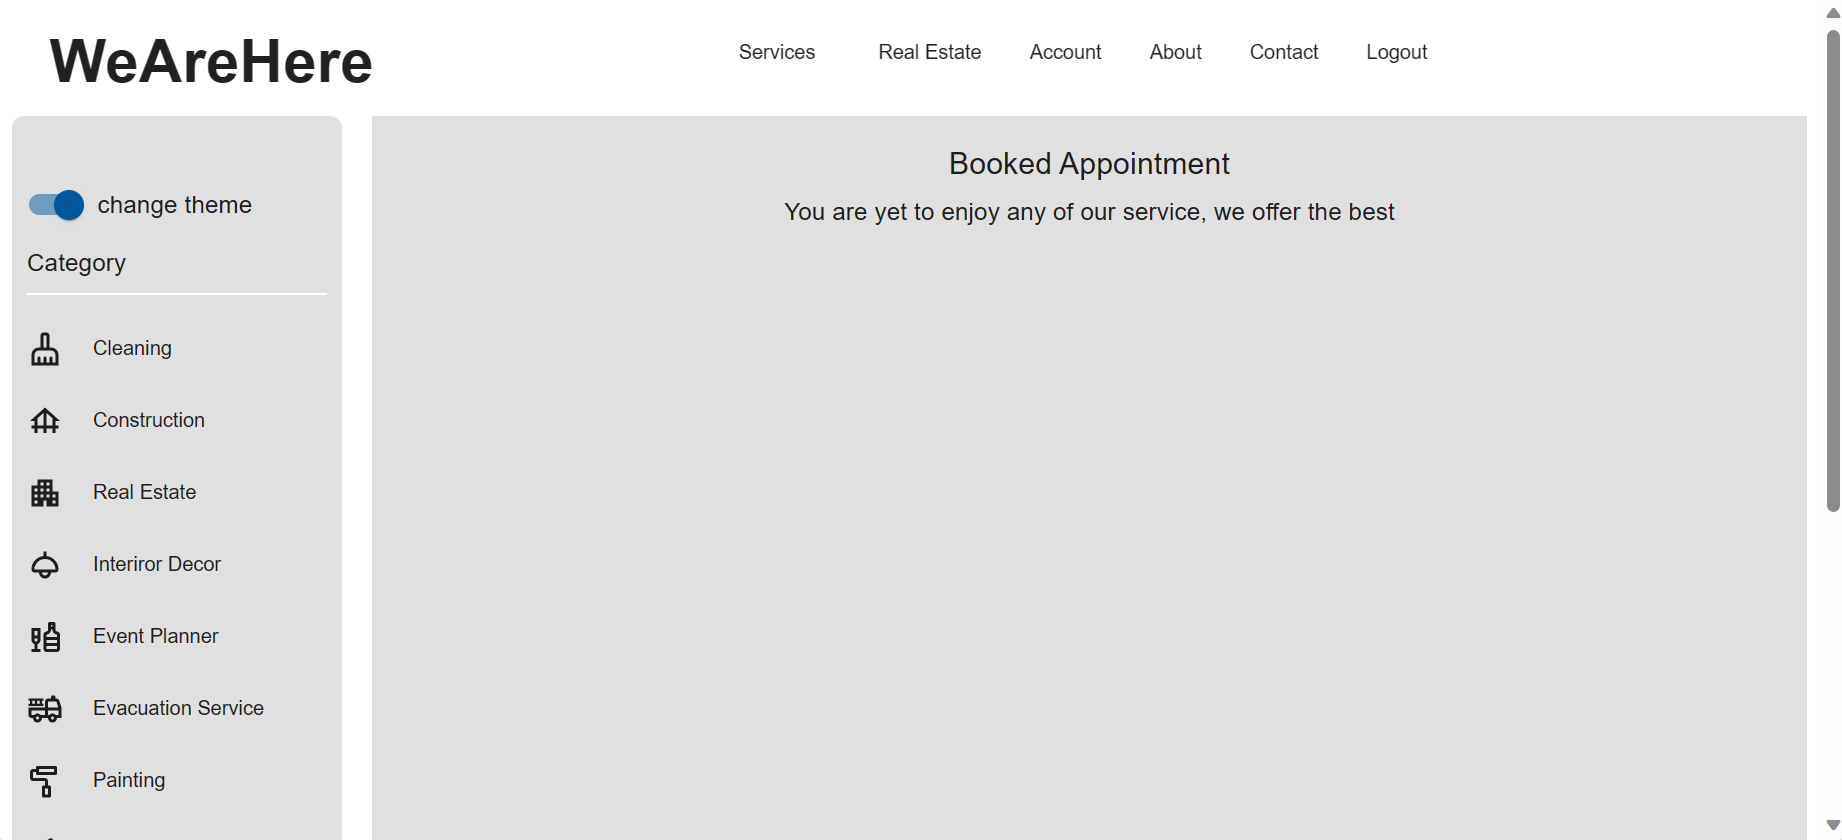 WeAreHere
Services
Real Estate
Account
About
Contact
Logout
change theme
Category
Cleaning
Construction
Real Estate
Interiror Decor
Event Planner
Evacuation Service
Painting
Booked Appointment
You are yet to enjoy any of our service, we offer the best